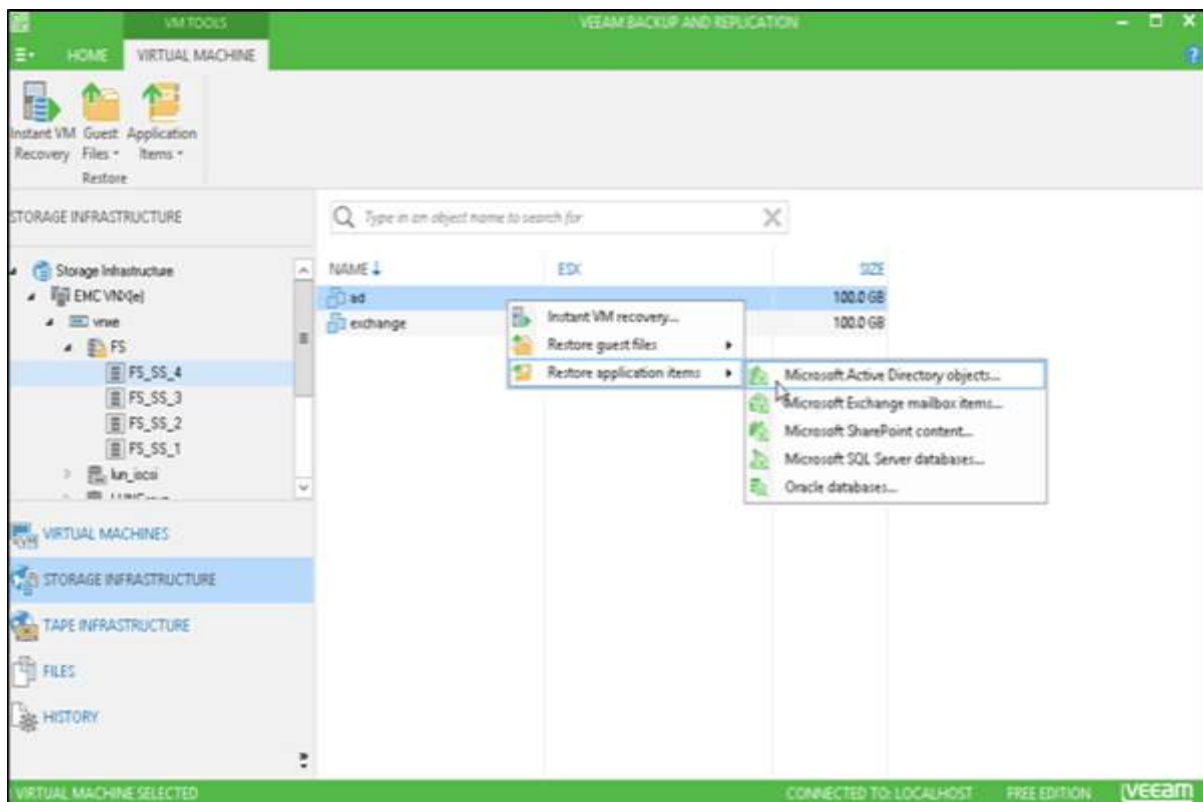 VM TOOLS
VEEAM BACKUP AND REPLICATION
HOME
VIRTUAL MACHINE
Instant VM Recovery
Guest Files
Application Items
Restore
STORAGE INFRASTRUCTURE
Type in an object name to search for
Storage Infrastructure
EMC VNX[e]
vnxe
FS
FS_SS_4
FS_SS_3
FS_SS_2
FS_SS_1
lun_iscsi
NAME
ESX
SIZE
ad
100.0 GB
exchange
100.0 GB
Instant VM recovery...
Restore guest files
Restore application items
Microsoft Active Directory objects...
Microsoft Exchange mailbox items...
Microsoft SharePoint content...
Microsoft SQL Server databases...
Oracle databases...
VIRTUAL MACHINES
STORAGE INFRASTRUCTURE
TAPE INFRASTRUCTURE
FILES
HISTORY
VIRTUAL MACHINE SELECTED
CONNECTED TO: LOCALHOST
FREE EDITION
veeam